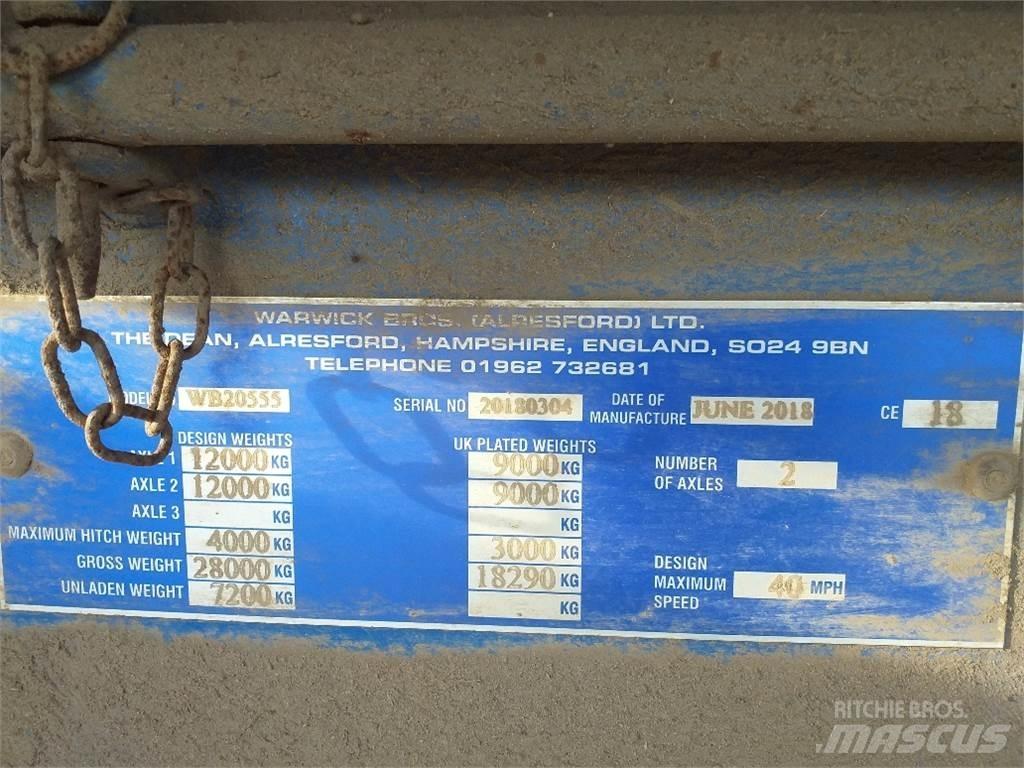 WARWICK BROS. (ALRESFORD) LTD.
THE DEAN, ALRESFORD, HAMPSHIRE, ENGLAND, SO24 9BN
TELEPHONE 01962 732681
WB20555
SERIAL NO 20180304
DATE OF MANUFACTURE JUNE 2018
CE 18
DESIGN WEIGHTS UK PLATED WEIGHTS
AXLE 1 12000 KG 9000 KG
AXLE 2 12000 KG 9000 KG
AXLE 3 KG KG
MAXIMUM HITCH WEIGHT 4000 KG 3000 KG
GROSS WEIGHT 28000 KG 18290 KG
UNLADEN WEIGHT 7200 KG KG
NUMBER OF AXLES 2
DESIGN MAXIMUM SPEED MPH
RITCHIE BROS.
MASCUS